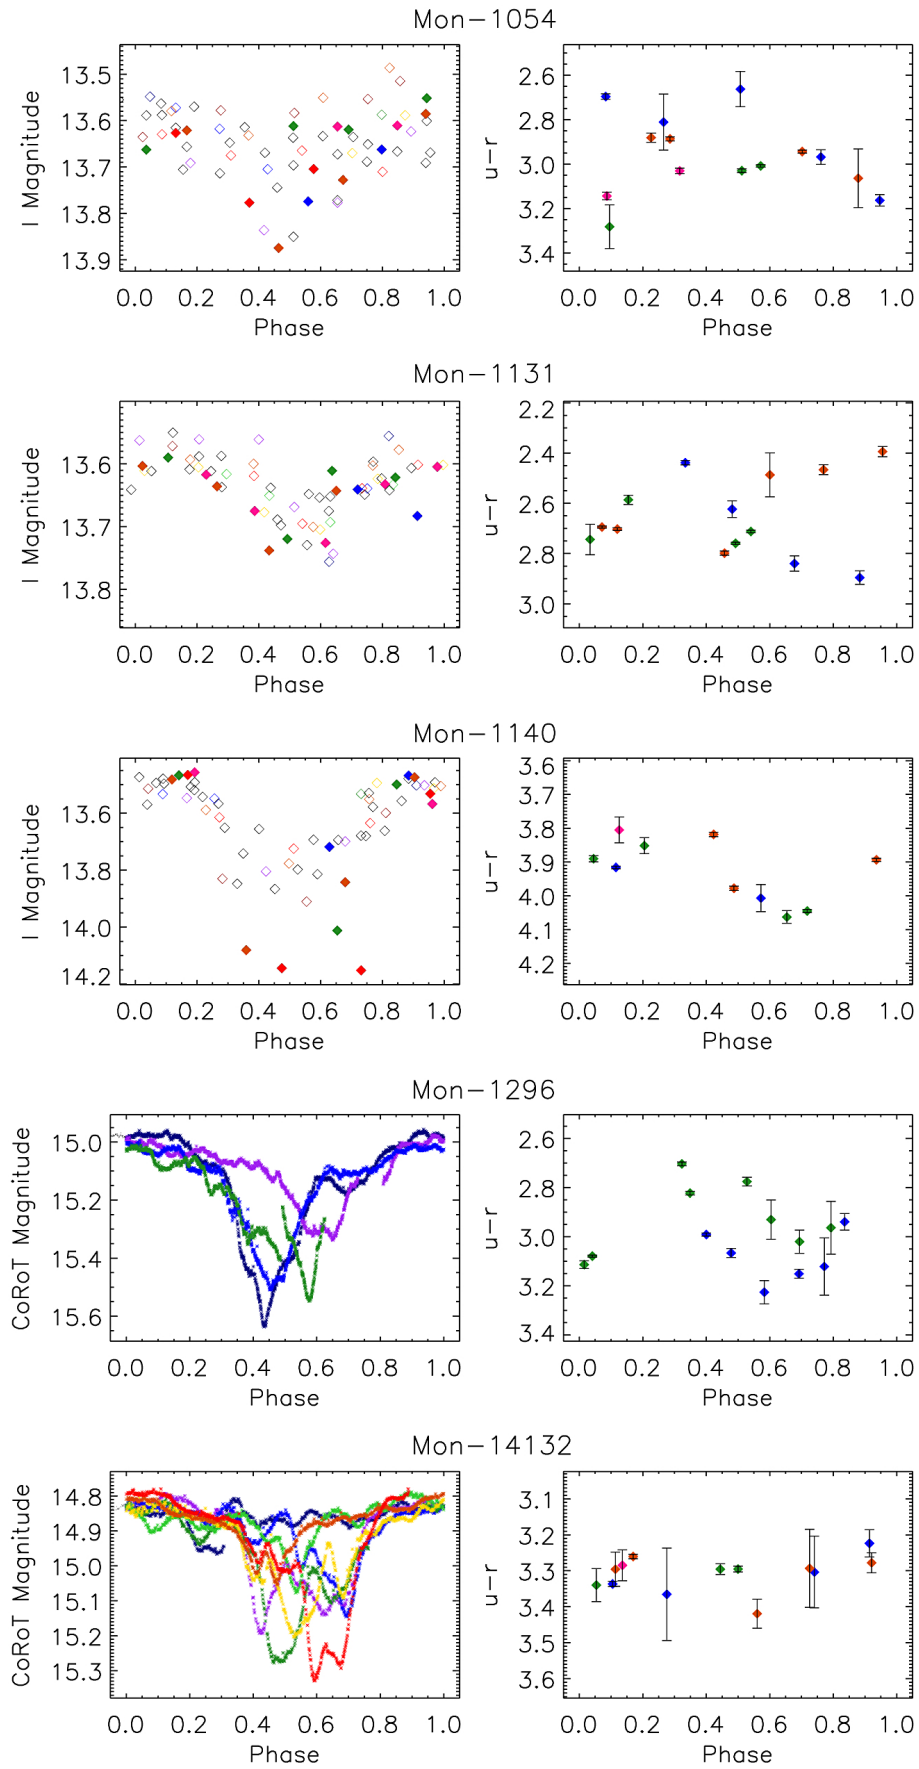 Mon-1054
13.5
13.6
13.7
13.8
13.9
I Magnitude
0.0 0.2 0.4 0.6 0.8 1.0
Phase
2.6
2.8
3.0
3.2
3.4
u-r
0.0 0.2 0.4 0.6 0.8 1.0
Phase
Mon-1131
13.6
13.7
13.8
I Magnitude
0.0 0.2 0.4 0.6 0.8 1.0
Phase
2.2
2.4
2.6
2.8
3.0
u-r
0.0 0.2 0.4 0.6 0.8 1.0
Phase
Mon-1140
13.6
13.8
14.0
14.2
I Magnitude
0.0 0.2 0.4 0.6 0.8 1.0
Phase
3.6
3.7
3.8
3.9
4.0
4.1
4.2
u-r
0.0 0.2 0.4 0.6 0.8 1.0
Phase
Mon-1296
15.0
15.2
15.4
15.6
CoRoT Magnitude
0.0 0.2 0.4 0.6 0.8 1.0
Phase
2.6
2.8
3.0
3.2
3.4
u-r
0.0 0.2 0.4 0.6 0.8 1.0
Phase
Mon-14132
14.8
14.9
15.0
15.1
15.2
15.3
CoRoT Magnitude
0.0 0.2 0.4 0.6 0.8 1.0
Phase
3.1
3.2
3.3
3.4
3.5
3.6
u-r
0.0 0.2 0.4 0.6 0.8 1.0
Phase